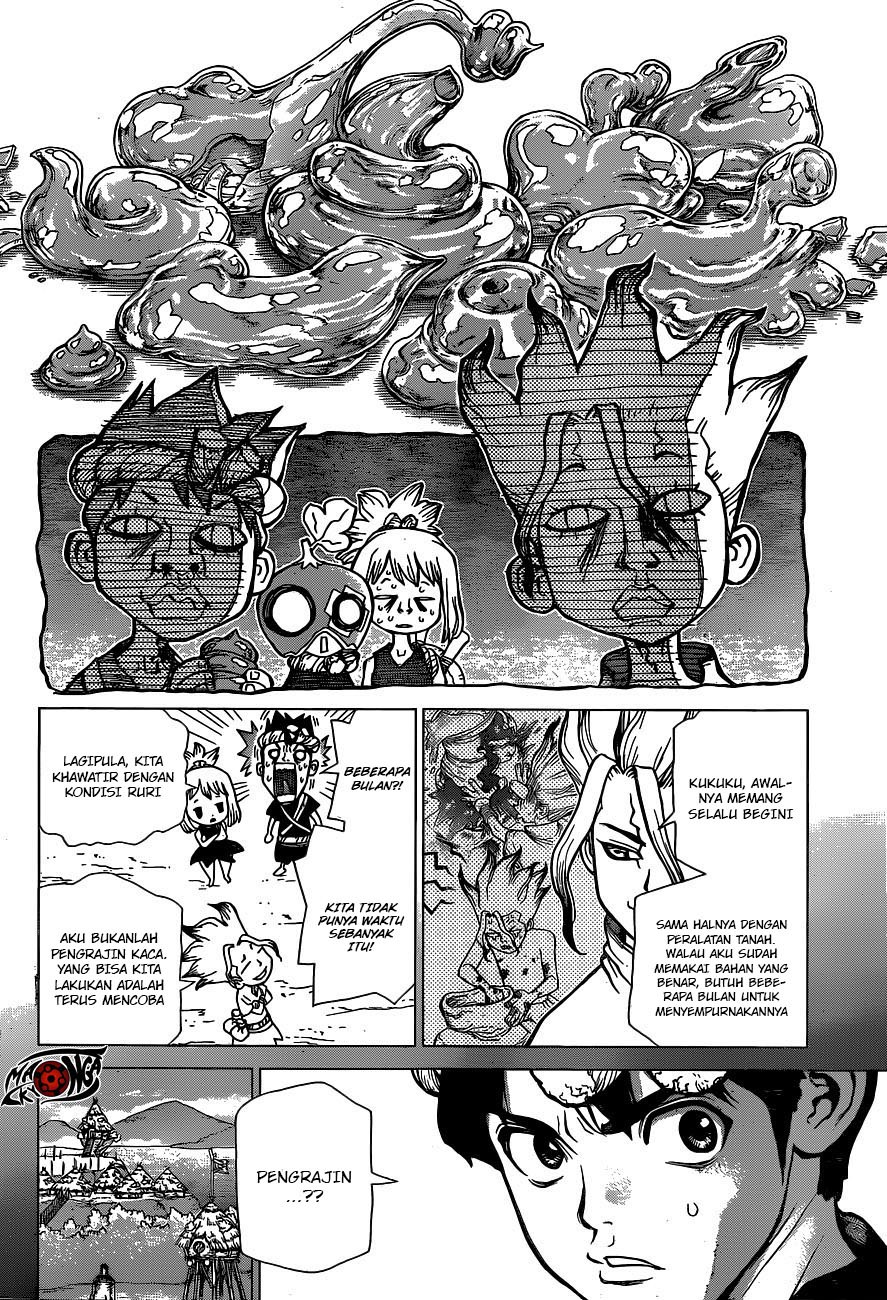 KUKUKU, AWAL-
NYA MEMANG
SELALU BEGINI
SAMA HALNYA DENGAN
PERALATAN TANAH.
WALAU AKU SUDAH
MEMAKAI BAHAN YANG
BENAR, BUTUH BEBE-
RAPA BULAN UNTUK
MENYEMPURNAKANNYA
BEBERAPA
BULAN?!
KITA TIDAK
PUNYA WAKTU
SEBANYAK
ITU!
LAGIPULA, KITA
KHAWATIR DENGAN
KONDISI RURI
AKU BUKANLAH
PENGRAJIN KACA.
YANG BISA KITA
LAKUKAN ADALAH
TERUS MENCOBA
PENGRAJIN
...??